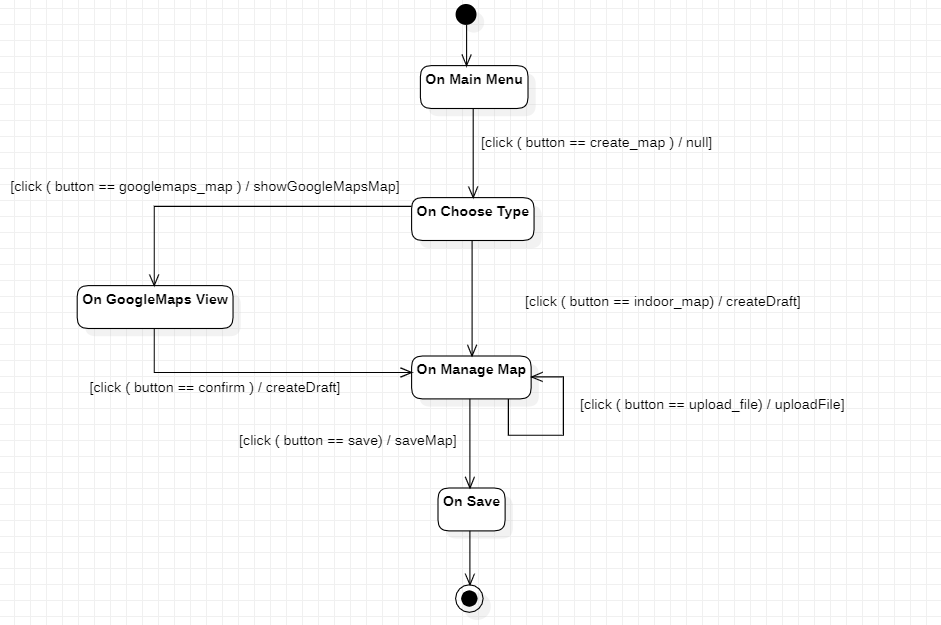 On Main Menu
[click ( button == create_map ) / null]
[click ( button == googlemaps_map ) / showGoogleMapsMap]
On Choose Type
On GoogleMaps View
[click ( button == indoor_map) / createDraft]
On Manage Map
[click ( button == confirm ) / createDraft]
[click ( button == upload_file) / uploadFile]
[click ( button == save) / saveMap]
On Save